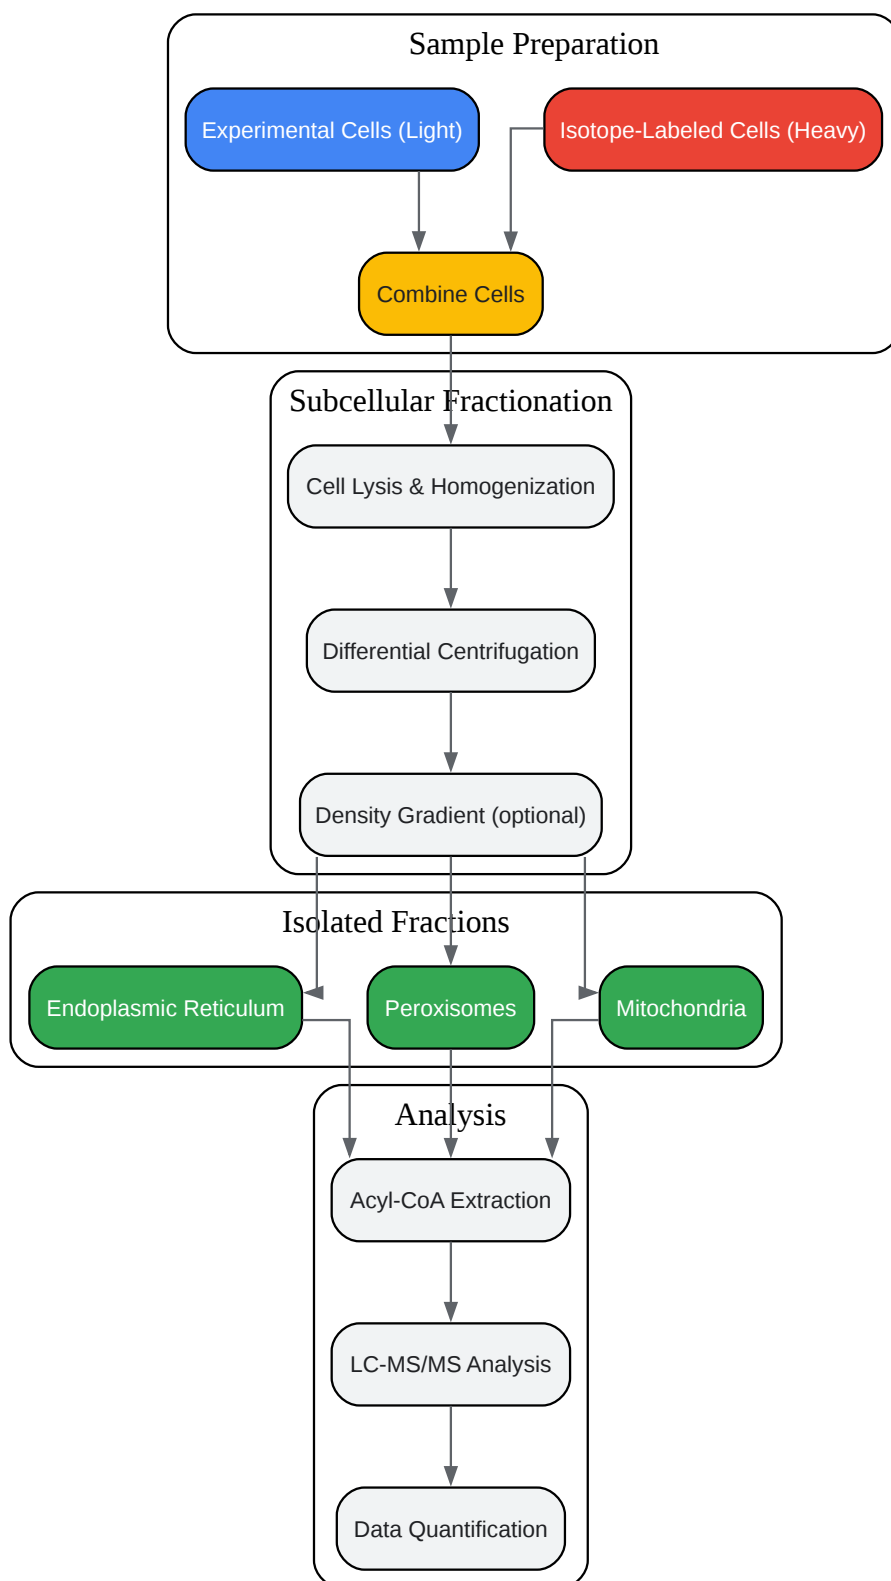 Sample Preparation
Experimental Cells (Light)
Isotope-Labeled Cells (Heavy)
Combine Cells
Subcellular Fractionation
Cell Lysis & Homogenization
Differential Centrifugation
Density Gradient (optional)
Isolated Fractions
Endoplasmic Reticulum
Peroxisomes
Mitochondria
Analysis
Acyl-CoA Extraction
LC-MS/MS Analysis
Data Quantification